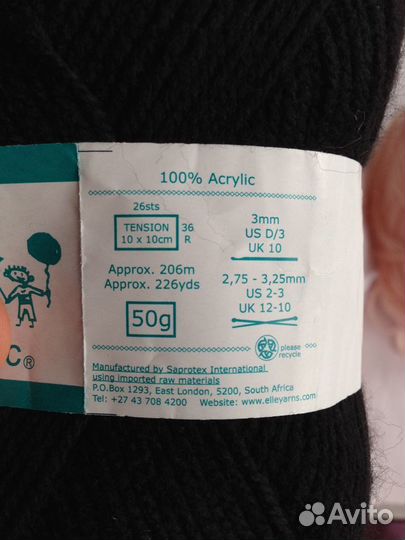 100% Acrylic
26sts
TENSION
10 x 10cm
36
R
3mm
US D/3
UK 10
Approx. 206m
Approx. 226yds
2,75 - 3,25mm
US 2-3
UK 12-10
50g
please
recycle
C®
Manufactured by Saprotex International
using imported raw materials
P.O.Box 1293, East London, 5200, South Africa
Tel: +27 43 708 4200 Website: www.elleyarns.com
Avito